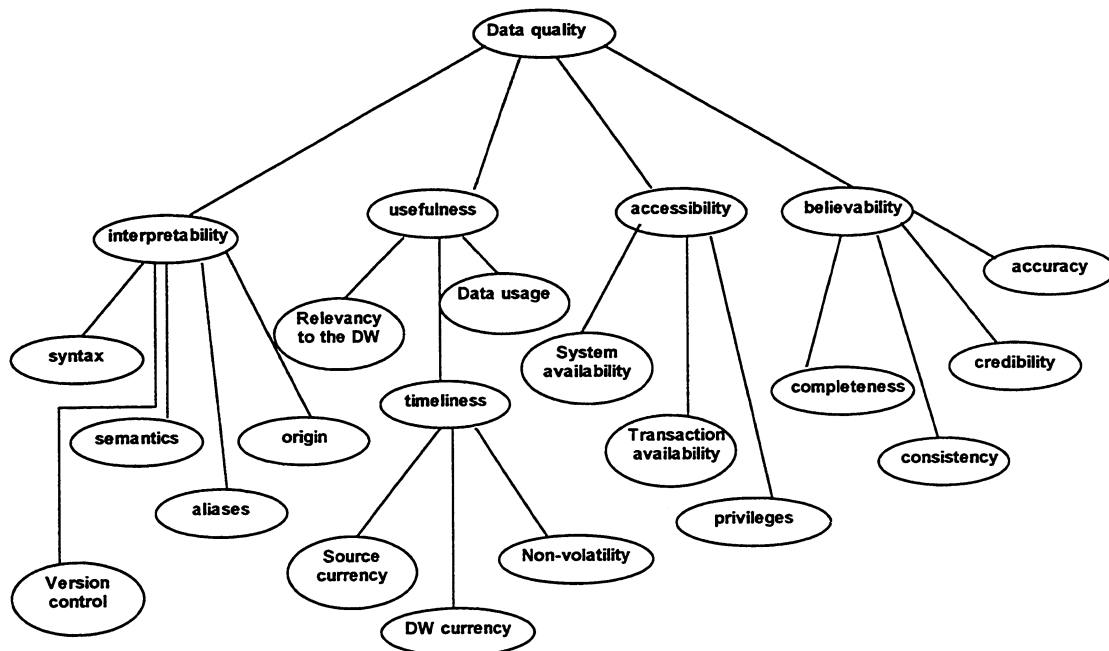 Data quality
interpretability
usefulness
accessibility
believability
accuracy
syntax
Relevancy
to the DW
Data usage
System
availability
completeness
credibility
semantics
origin
timeliness
Transaction
availability
consistency
aliases
privileges
Version
control
Source
currency
Non-volatility
DW currency